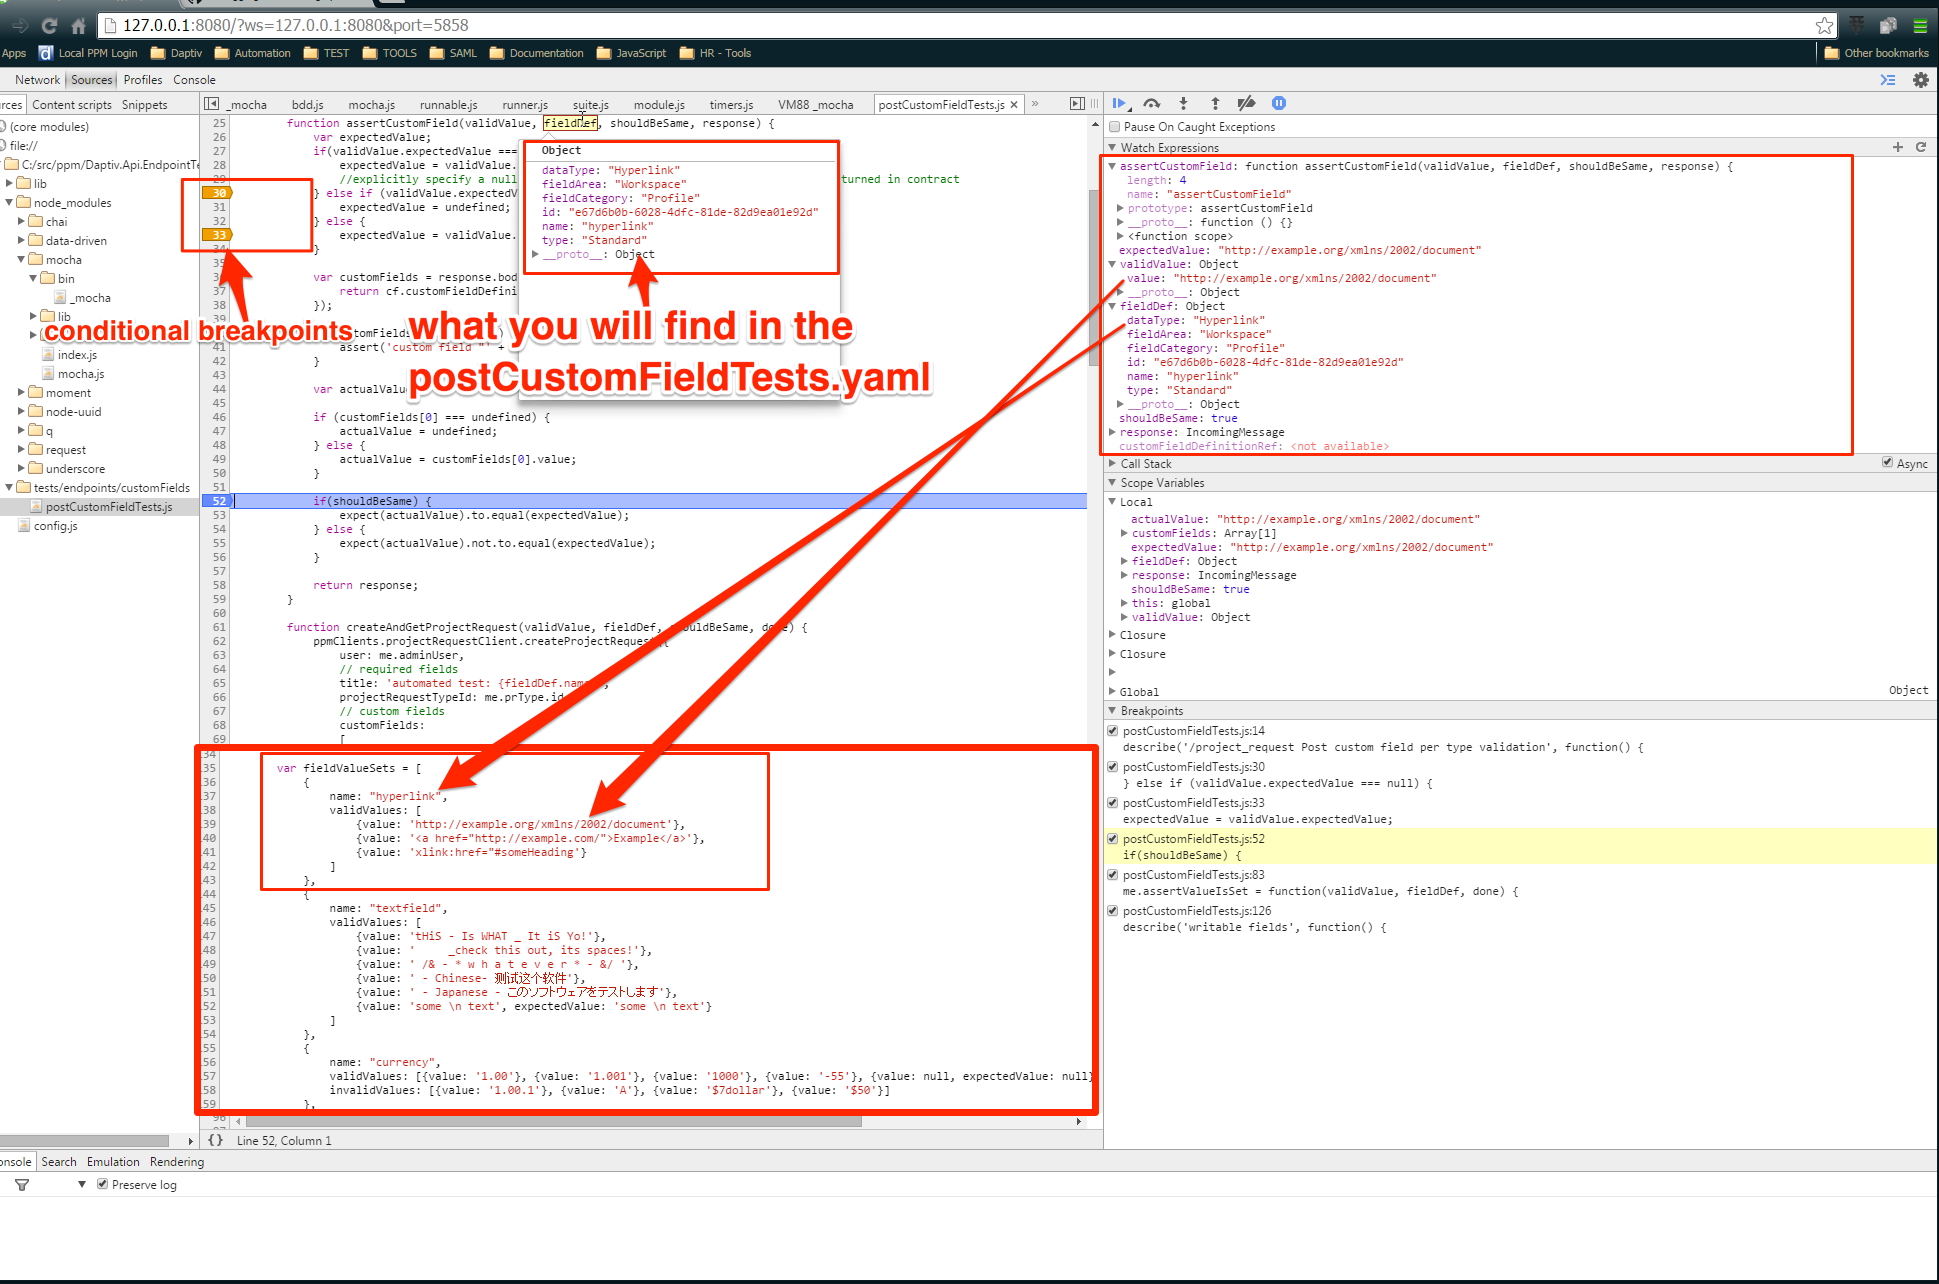 127.0.0.1:8080/?ws=127.0.0.1:8080&port=5858
Apps Local PPM Login Daptiv Automation TEST TOOLS SAML Documentation JavaScript HR - Tools Other bookmarks
Network Sources Profiles Console
rces Content scripts Snippets
(core modules)
file://
C:/src/ppm/Daptiv.Api.EndpointTe
lib
node_modules
chai
data-driven
mocha
bin
_mocha
lib
index.js
mocha.js
moment
node-uuid
q
request
underscore
tests/endpoints/customFields
postCustomFieldTests.js
config.js
conditional breakpoints
_mocha bdd.js mocha.js runnable.js runner.js suite.js module.js timers.js VM88 _mocha postCustomFieldTests.js × »
25 function assertCustomField(validValue, fieldDef, shouldBeSame, response) {
26 var expectedValue;
27 if(validValue.expectedValue ===
28 expectedValue = validValue.
29 //explicitly specify a null turned in contract
30 } else if (validValue.expectedV
31 expectedValue = undefined;
32 } else {
33 expectedValue = validValue.
34 }
35
36 var customFields = response.bod
37 return cf.customFieldDefini
38 });
41 assert('custom field "' +
42 }
43
44 var actualValu
45
46 if (customFields[0] === undefined) {
47 actualValue = undefined;
48 } else {
49 actualValue = customFields[0].value;
50 }
51
52 if(shouldBeSame) {
53 expect(actualValue).to.equal(expectedValue);
54 } else {
55 expect(actualValue).not.to.equal(expectedValue);
56 }
57
58 return response;
59 }
60
61 function createAndGetProjectRequest(validValue, fieldDef, shouldBeSame, done) {
62 ppmClients.projectRequestClient.createProjectRequest({
63 user: me.adminUser,
64 // required fields
65 title: 'automated test: {fieldDef.name}',
66 projectRequestTypeId: me.prType.id
67 // custom fields
68 customFields:
69 [
Object
dataType: "Hyperlink"
fieldArea: "Workspace"
fieldCategory: "Profile"
id: "e67d6b0b-6028-4dfc-81de-82d9ea01e92d"
name: "hyperlink"
type: "Standard"
__proto__: Object
what you will find in the
postCustomFieldTests.yaml
34
35 var fieldValueSets = [
36 {
37 name: "hyperlink",
38 validValues: [
39 {value: 'http://example.org/xmlns/2002/document'},
40 {value: '<a href="http://example.com/">Example</a>'},
41 {value: 'xlink:href="#someHeading'}
42 ]
43 },
44 {
45 name: "textfield",
46 validValues: [
47 {value: 'tHiS - Is WHAT _ It iS Yo!'},
48 {value: '     _check this out, its spaces!'},
49 {value: ' /& - * w h a t e v e r * - &/ '},
50 {value: ' - Chinese- 测试这个软件'},
51 {value: ' - Japanese - このソフトウェアをテストします'},
52 {value: 'some \n text', expectedValue: 'some \n text'}
53 ]
54 },
55 {
56 name: "currency",
57 validValues: [{value: '1.00'}, {value: '1.001'}, {value: '1000'}, {value: '-55'}, {value: null, expectedValue: null}
58 invalidValues: [{value: '1.00.1'}, {value: 'A'}, {value: '$7dollar'}, {value: '$50'}]
59 },
{} Line 52, Column 1
Pause On Caught Exceptions
Watch Expressions
assertCustomField: function assertCustomField(validValue, fieldDef, shouldBeSame, response) {
length: 4
name: "assertCustomField"
prototype: assertCustomField
__proto__: function () {}
<function scope>
expectedValue: "http://example.org/xmlns/2002/document"
validValue: Object
value: "http://example.org/xmlns/2002/document"
__proto__: Object
fieldDef: Object
dataType: "Hyperlink"
fieldArea: "Workspace"
fieldCategory: "Profile"
id: "e67d6b0b-6028-4dfc-81de-82d9ea01e92d"
name: "hyperlink"
type: "Standard"
__proto__: Object
shouldBeSame: true
response: IncomingMessage
customFieldDefinitionRef: <not available>
Call Stack Async
Scope Variables
Local
actualValue: "http://example.org/xmlns/2002/document"
customFields: Array[1]
expectedValue: "http://example.org/xmlns/2002/document"
fieldDef: Object
response: IncomingMessage
shouldBeSame: true
this: global
validValue: Object
Closure
Closure
Global Object
Breakpoints
postCustomFieldTests.js:14
describe('/project_request Post custom field per type validation', function() {
postCustomFieldTests.js:30
} else if (validValue.expectedValue === null) {
postCustomFieldTests.js:33
expectedValue = validValue.expectedValue;
postCustomFieldTests.js:52
if(shouldBeSame) {
postCustomFieldTests.js:83
me.assertValueIsSet = function(validValue, fieldDef, done) {
postCustomFieldTests.js:126
describe('writable fields', function() {
onsole Search Emulation Rendering
Preserve log